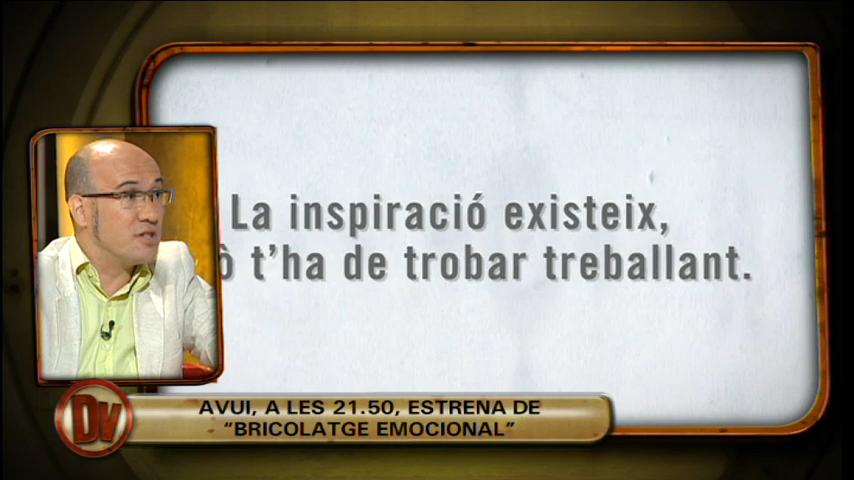 La inspiració existeix,
t'ha de trobar treballant.
AVUI, A LES 21.50, ESTRENA DE
"BRICOLATGE EMOCIONAL"
Dv